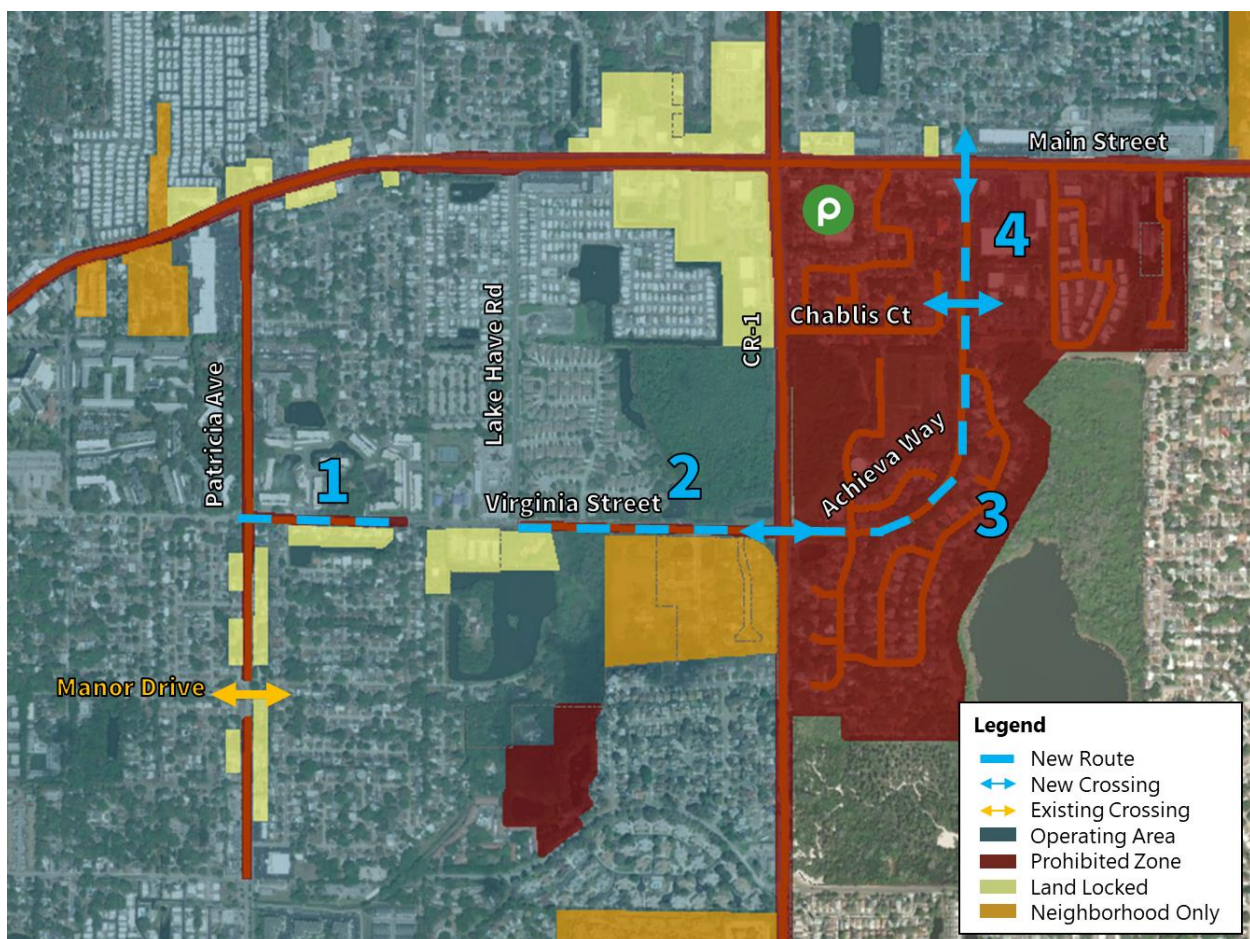 Main Street
4
Chablis Ct
CR-1
Lake Have Rd
Patricia Ave
Achieva Way
1
2
Virginia Street
3
Manor Drive
Legend
New Route
New Crossing
Existing Crossing
Operating Area
Prohibited Zone
Land Locked
Neighborhood Only